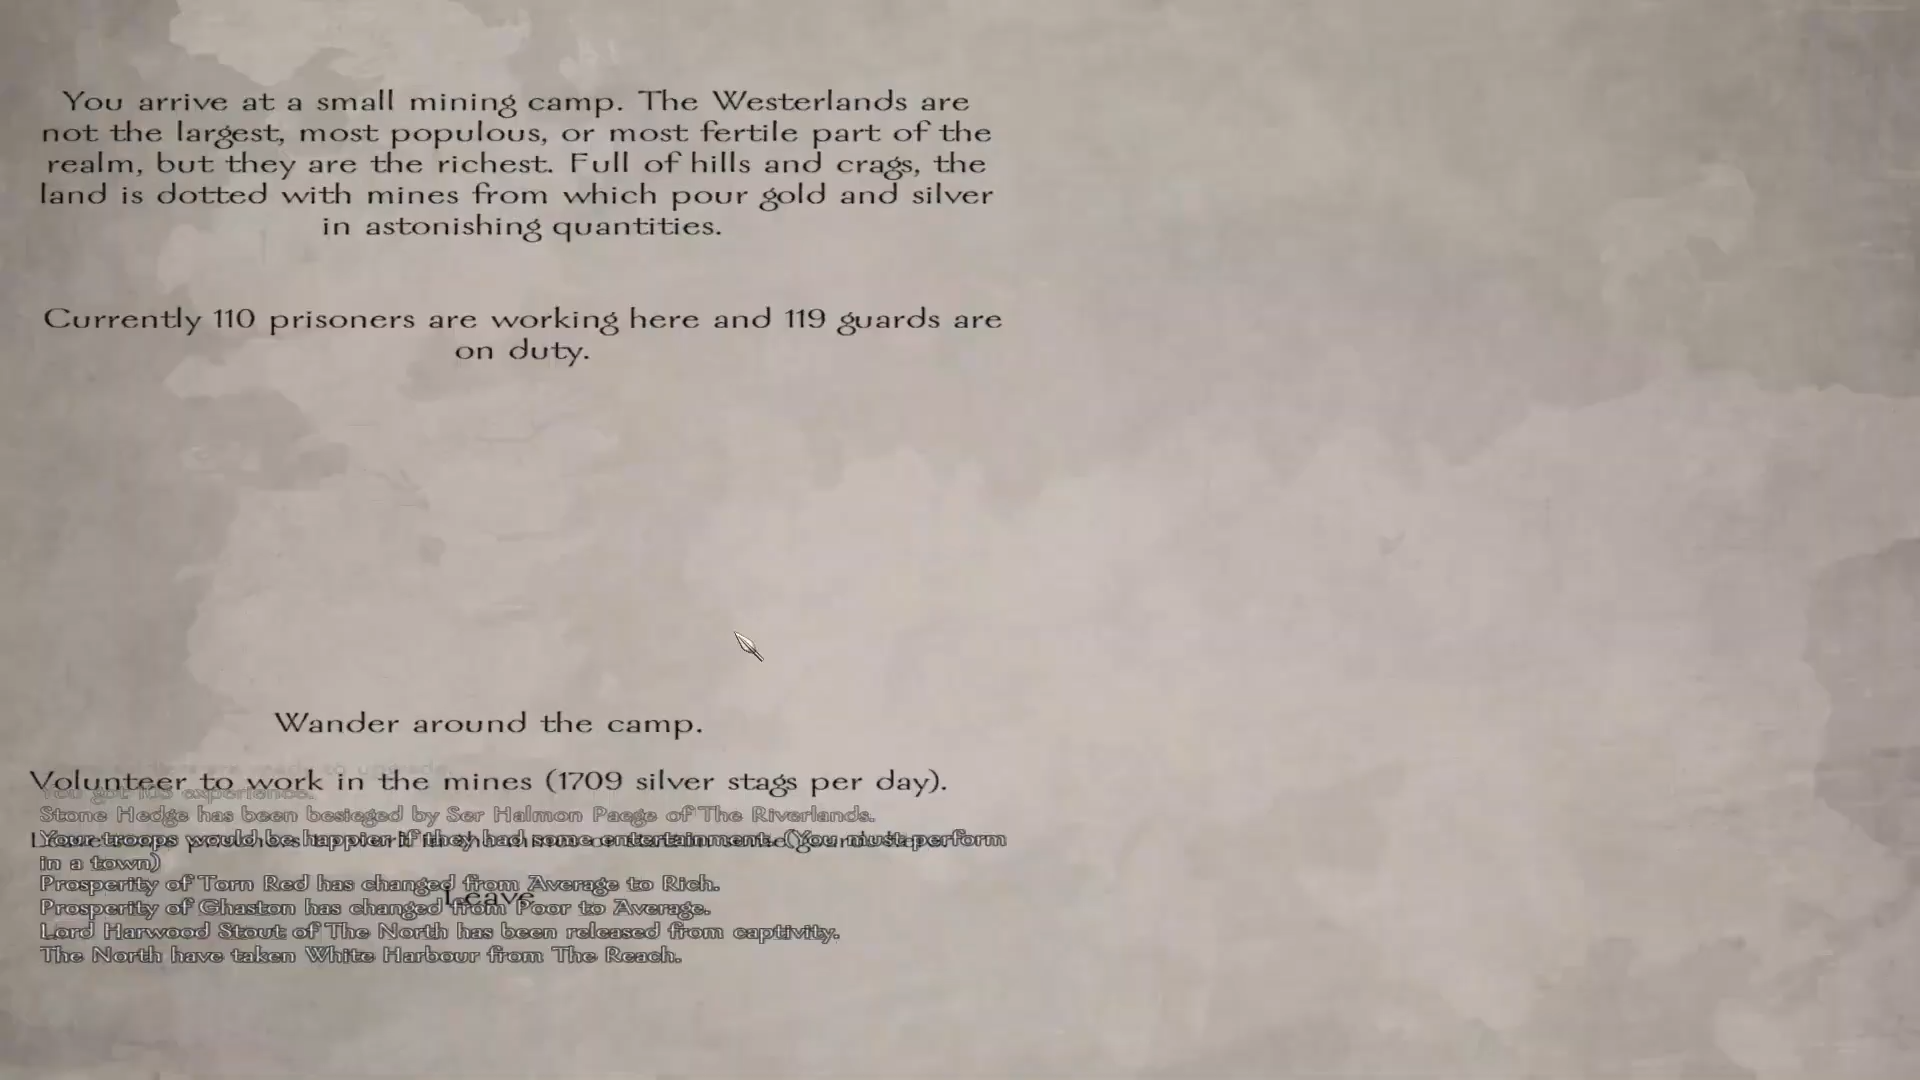 You arrive at a small mining camp. The Westerlands are
not the largest, most populous, or most fertile part of the
realm, but they are the richest. Full of hills and crags, the
land is dotted with mines from which pour gold and silver
in astonishing quantities.
Currently 110 prisoners are working here and 119 guards are
on duty.
Wander around the camp.
Volunteer to work in the mines (1709 silver stags per day).
You got 103 experience.
Stone Hedge has been besieged by Ser Halmon Paege of The Riverlands.
Your troops would be happier if they had some entertainment. (You must perform
in a town)
Prosperity of Torn Red has changed from Average to Rich.
Leave
Prosperity of Ghaston has changed from Poor to Average.
Lord Harwood Stout of The North has been released from captivity.
The North have taken White Harbour from The Reach.